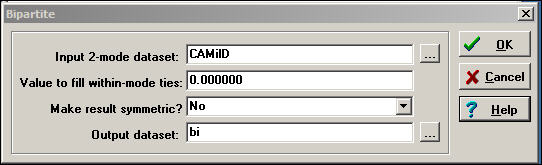 Bipartite
Input 2-mode dataset: CAMilD ...
OK
Value to fill within-mode ties: 0.000000
Cancel
Make result symmetric? No
Help
Output dataset: bi ...